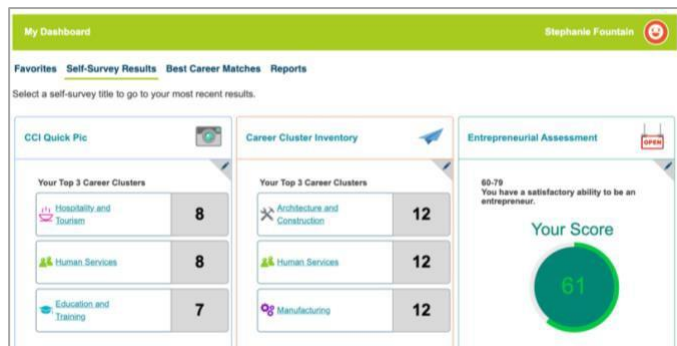 My Dashboard
Stephanie Fountain
Favorites Self-Survey Results Best Career Matches Reports
Select a self-survey title to go to your most recent results.
CCI Quick Pic
Your Top 3 Career Clusters
Hospitality and
Tourism
8
Human Services
8
Education and
Training
7
Career Cluster Inventory
Your Top 3 Career Clusters
Architecture and
Construction
12
Human Services
12
Manufacturing
12
Entrepreneurial Assessment
OPEN
60-79
You have a satisfactory ability to be an
entrepreneur.
Your Score
61